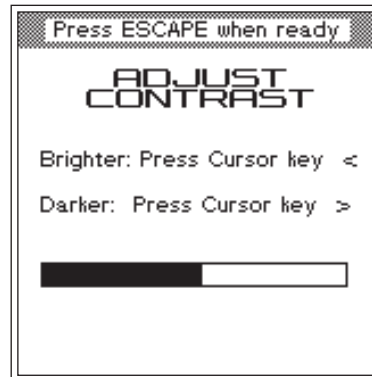 Press ESCAPE when ready
ADJUST
CONTRAST
Brighter: Press Cursor key <
Darker: Press Cursor key >